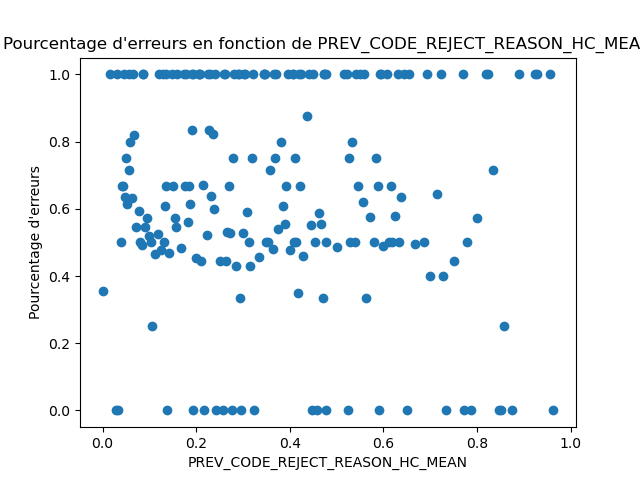 Pourcentage d'erreurs en fonction de PREV_CODE_REJECT_REASON_HC_MEA
1.0
0.8
0.6
0.4
0.2
0.0
Pourcentage d'erreurs
0.0 0.2 0.4 0.6 0.8 1.0
PREV_CODE_REJECT_REASON_HC_MEAN